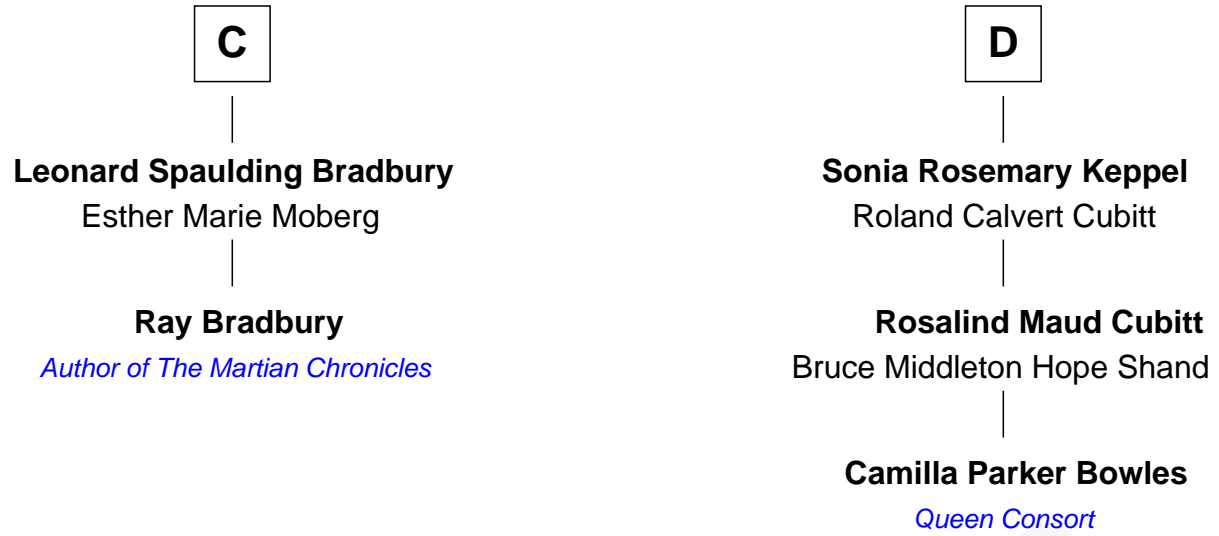 C
Leonard Spaulding Bradbury
Esther Marie Moberg
Ray Bradbury
Author of The Martian Chronicles
D
Sonia Rosemary Keppel
Roland Calvert Cubitt
Rosalind Maud Cubitt
Bruce Middleton Hope Shand
Camilla Parker Bowles
Queen Consort